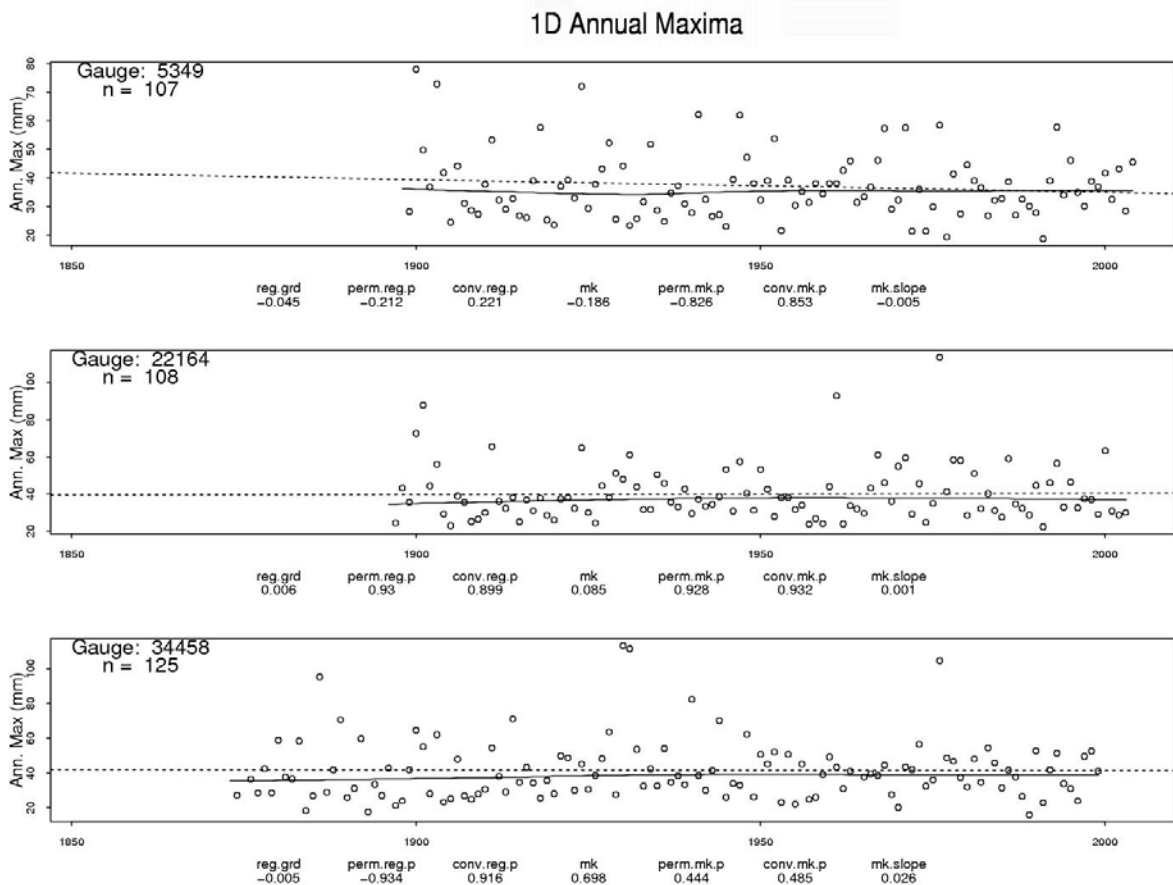 1D Annual Maxima
Gauge: 5349
n = 107
Ann. Max (mm)
80
70
60
50
40
30
20
1850 1900 1950 2000
reg.grd perm.reg.p conv.reg.p mk perm.mk.p conv.mk.p mk.slope
−0.045 −0.212 0.221 −0.186 −0.826 0.853 −0.005
Gauge: 22164
n = 108
Ann. Max (mm)
100
80
60
40
20
1850 1900 1950 2000
reg.grd perm.reg.p conv.reg.p mk perm.mk.p conv.mk.p mk.slope
0.006 0.93 0.899 0.085 0.928 0.932 0.001
Gauge: 34458
n = 125
Ann. Max (mm)
100
80
60
40
20
1850 1900 1950 2000
reg.grd perm.reg.p conv.reg.p mk perm.mk.p conv.mk.p mk.slope
−0.005 −0.934 0.916 0.698 0.444 0.485 0.026